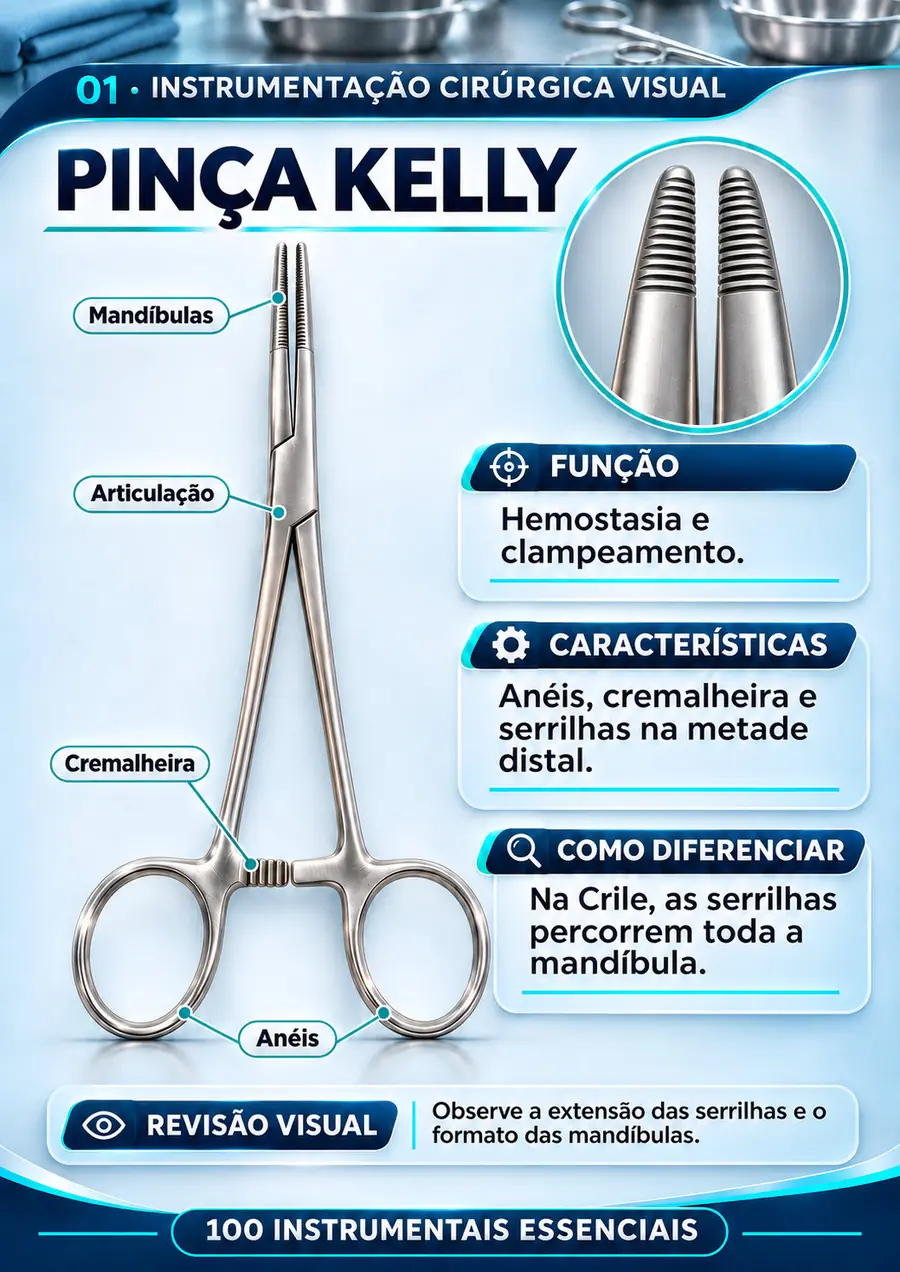 01 · INSTRUMENTAÇÃO CIRÚRGICA VISUAL
PINÇA KELLY
Mandíbulas
Articulação
Cremalheira
Anéis
FUNÇÃO
Hemostasia e
clampeamento.
CARACTERÍSTICAS
Anéis, cremalheira e
serrilhas na metade
distal.
COMO DIFERENCIAR
Na Crile, as serrilhas
percorrem toda a
mandíbula.
REVISÃO VISUAL
Observe a extensão das serrilhas e o
formato das mandíbulas.
100 INSTRUMENTAIS ESSENCIAIS